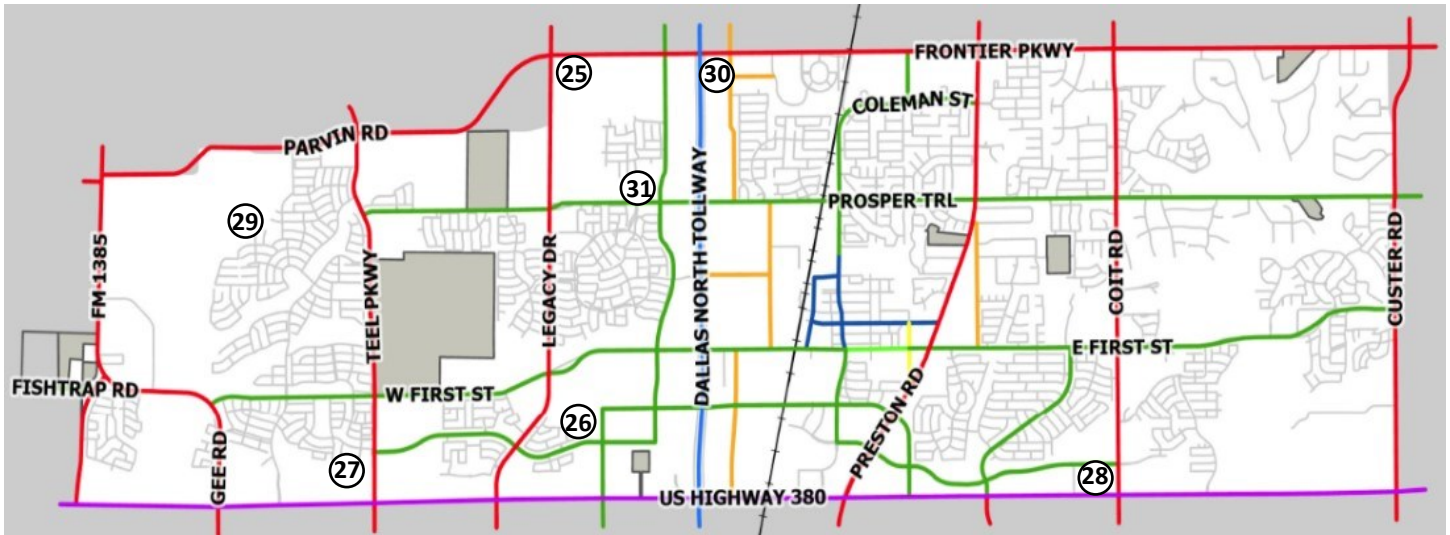 FRONTIER PKWY
25
30
COLEMAN ST
PARVIN RD
31
PROSPER TRL
29
DALLAS NORTH TOLLWAY
FM 1385
TEEL PKWY
LEGACY DR
COIT RD
CUSTER RD
E FIRST ST
FISHTRAP RD
W FIRST ST
PRESTON RD
26
27
GEE RD
28
US HIGHWAY 380